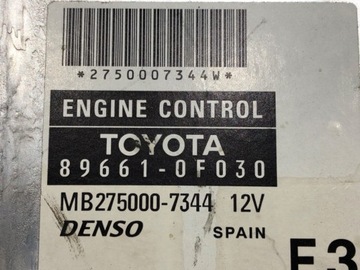 *2750007344W*
ENGINE CONTROL
TOYOTA
89661-0F030
MB275000-7344 12V
DENSO SPAIN
E3